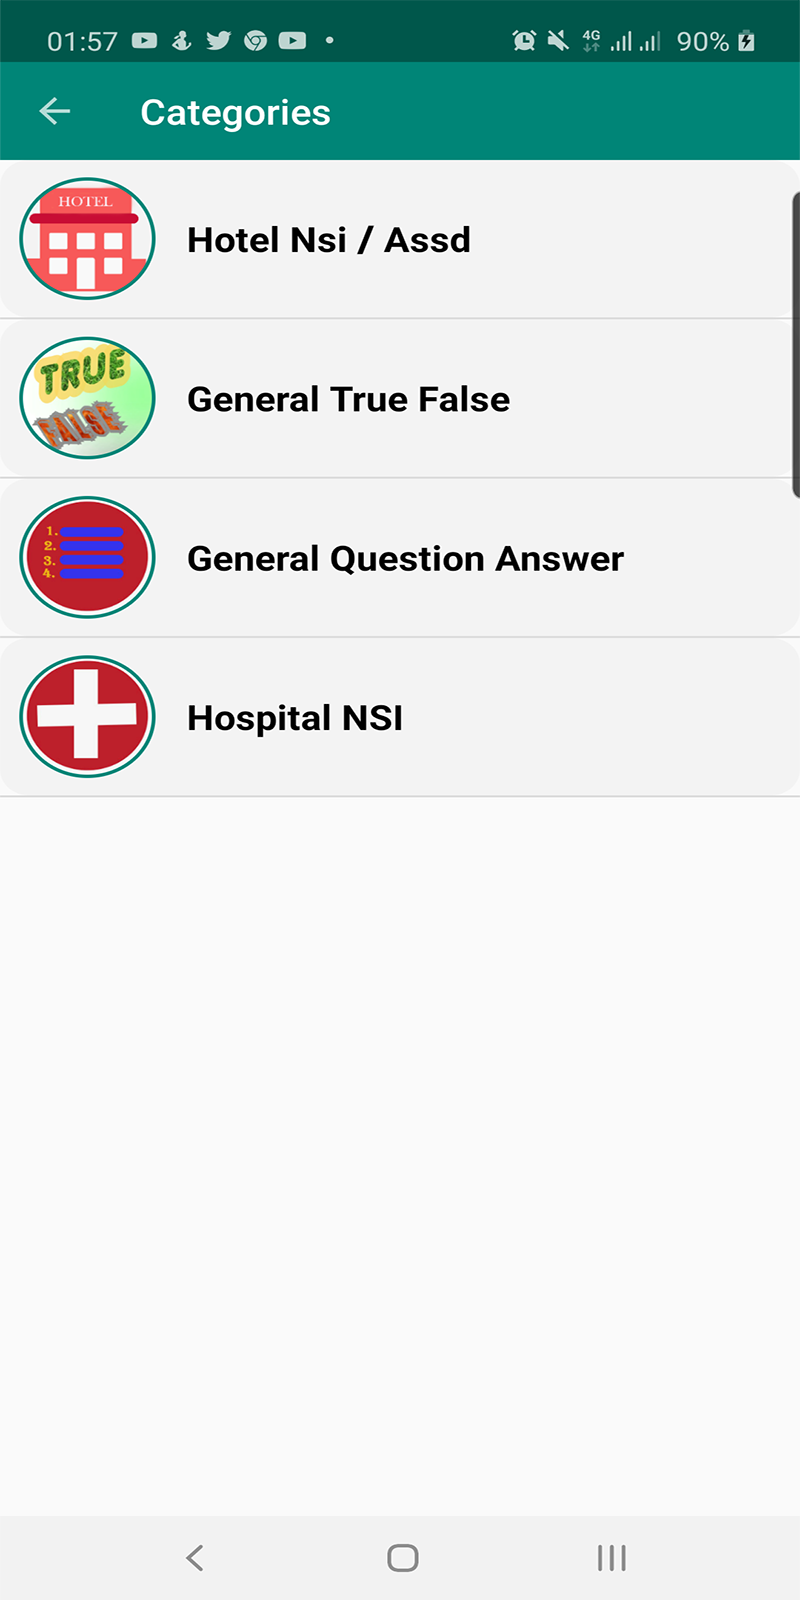 01:57 4G 90%
Categories
HOTEL
Hotel Nsi / Assd
TRUE
FALSE
General True False
1.
2.
3.
4.
General Question Answer
Hospital NSI